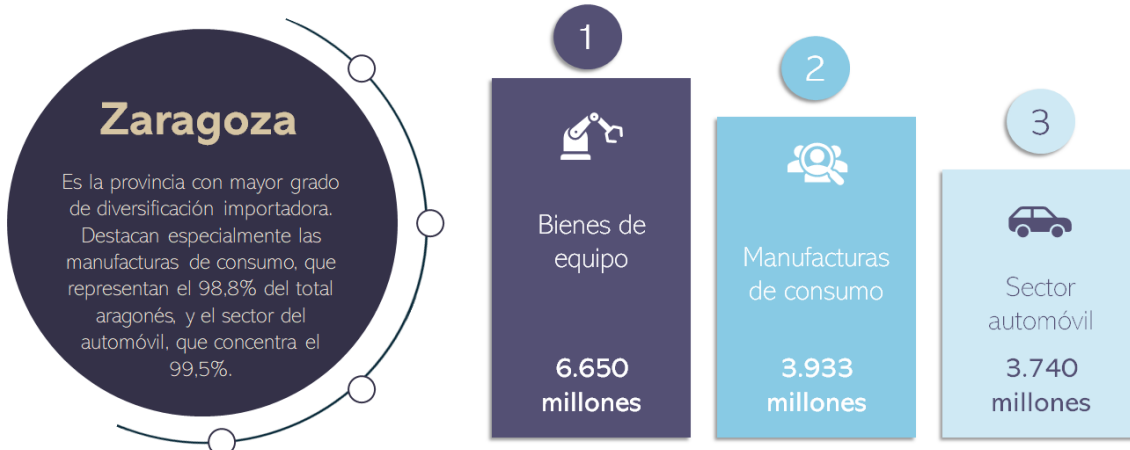 Zaragoza
Es la provincia con mayor grado
de diversificación importadora.
Destacan especialmente las
manufacturas de consumo, que
representan el 98,8% del total
aragonés, y el sector del
automóvil, que concentra el
99,5%.
1
Bienes de
equipo
6.650
millones
2
Manufacturas
de consumo
3.933
millones
3
Sector
automóvil
3.740
millones